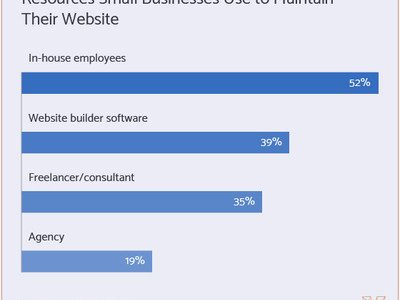 Resources Small Businesses Use to Maintain
Their Website
In-house employees
52%
Website builder software
39%
Freelancer/consultant
35%
Agency
19%